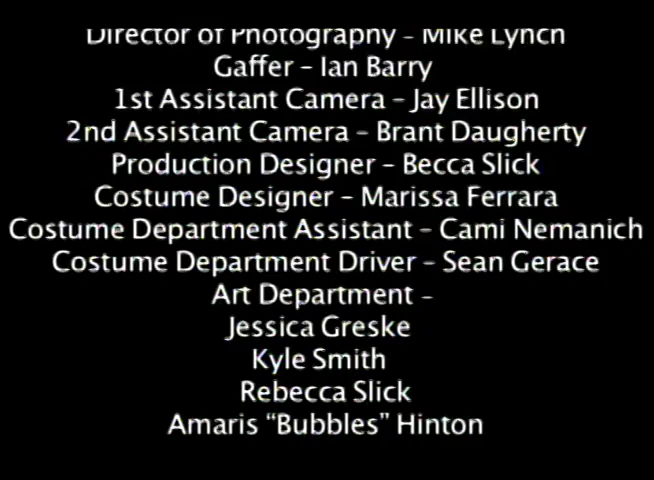 Director of Photography – Mike Lynch
Gaffer – Ian Barry
1st Assistant Camera – Jay Ellison
2nd Assistant Camera – Brant Daugherty
Production Designer – Becca Slick
Costume Designer – Marissa Ferrara
Costume Department Assistant – Cami Nemanich
Costume Department Driver – Sean Gerace
Art Department –
Jessica Greske
Kyle Smith
Rebecca Slick
Amaris “Bubbles” Hinton